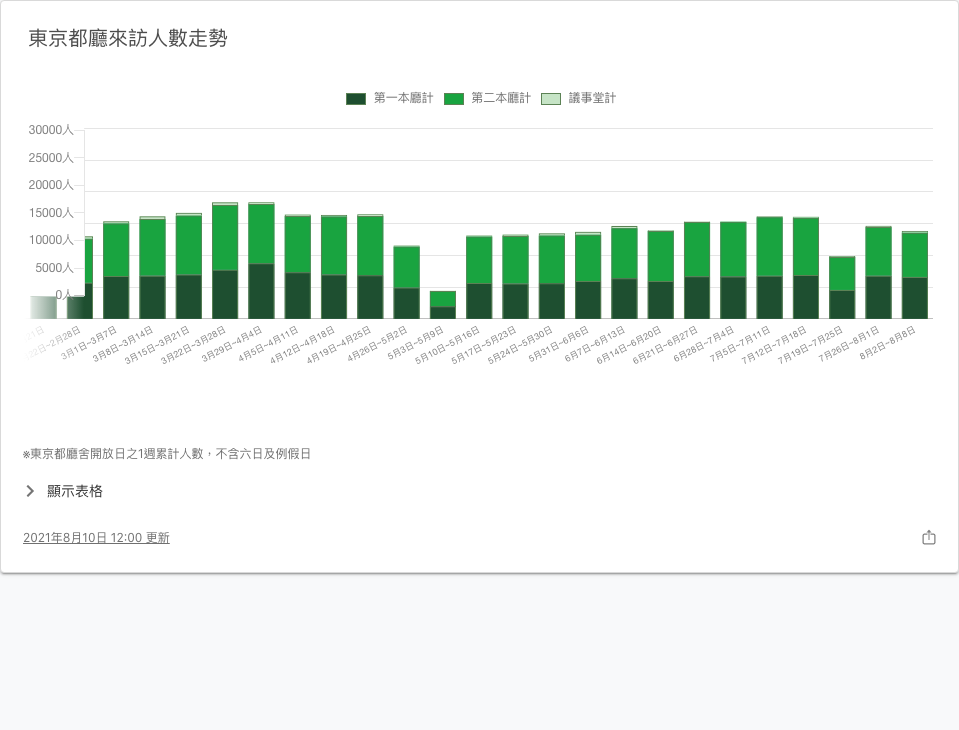 東京都廳來訪人數走勢
第一本廳計 第二本廳計 議事堂計
30000人
25000人
20000人
15000人
10000人
5000人
0人
2月28日
3月1日~3月7日
3月8日~3月14日
3月15日~3月21日
3月22日~3月28日
3月29日~4月4日
4月5日~4月11日
4月12日~4月18日
4月19日~4月25日
4月26日~5月2日
5月3日~5月9日
5月10日~5月16日
5月17日~5月23日
5月24日~5月30日
5月31日~6月6日
6月7日~6月13日
6月14日~6月20日
6月21日~6月27日
6月28日~7月4日
7月5日~7月11日
7月12日~7月18日
7月19日~7月25日
7月26日~8月1日
8月2日~8月8日
※東京都廳舍開放日之1週累計人數，不含六日及例假日
顯示表格
2021年8月10日 12:00 更新